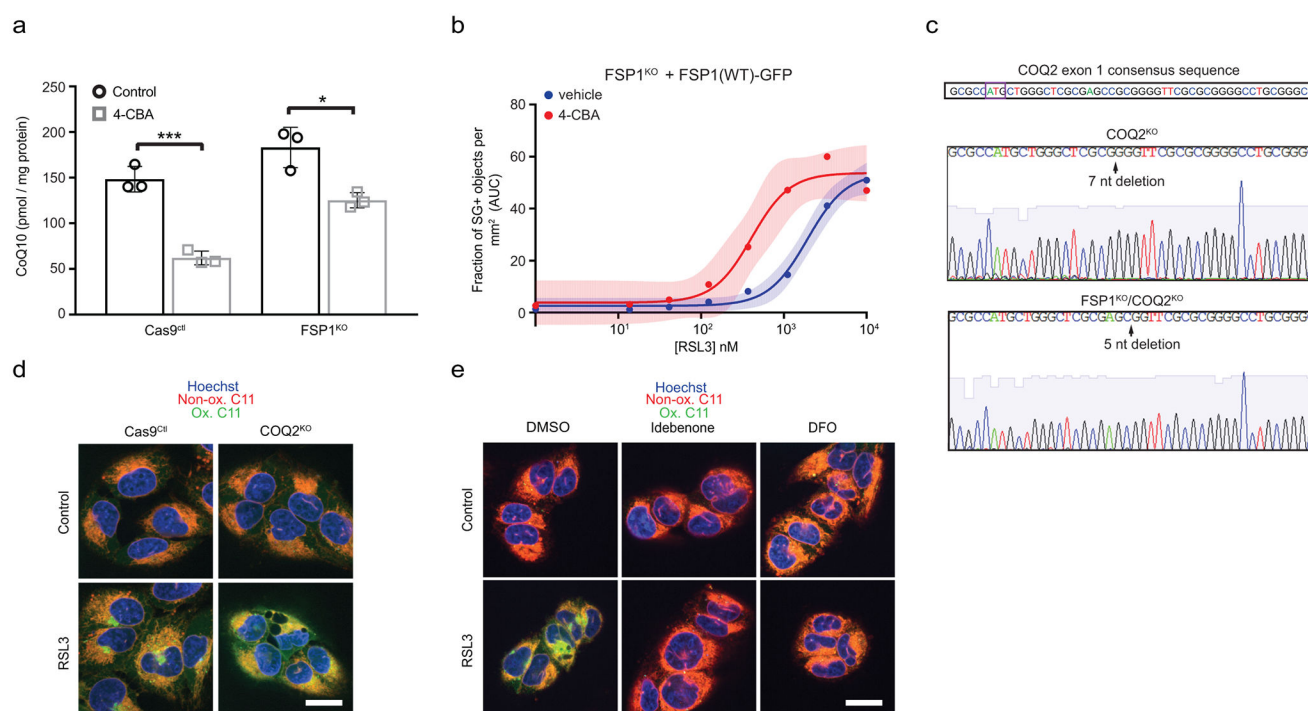 a
CoQ10 (pmol / mg protein)
250
200
150
100
50
0
Control
4-CBA
***
*
Cas9ctl
FSP1KO
b
FSP1KO + FSP1(WT)-GFP
vehicle
4-CBA
Fraction of SG+ objects per
mm2 (AUC)
80
60
40
20
0
101
102
103
104
[RSL3] nM
c
COQ2 exon 1 consensus sequence
GCGCCATGCTGGGCTCGCGAGCCGCGGGGTTCGCGCGGGGCCTGCGGGC
COQ2KO
GCGCCATGCTGGGCTCGCGGGGTTCGCGCGGGGCCTGCGGG
7 nt deletion
FSP1KO/COQ2KO
GCGCCATGCTGGGCTCGCGAGCGGTTCGCGCGGGGCCTGCGGG
5 nt deletion
d
Hoechst
Non-ox. C11
Ox. C11
Cas9Ctl
COQ2KO
Control
RSL3
e
Hoechst
Non-ox. C11
Ox. C11
DMSO
Idebenone
DFO
Control
RSL3